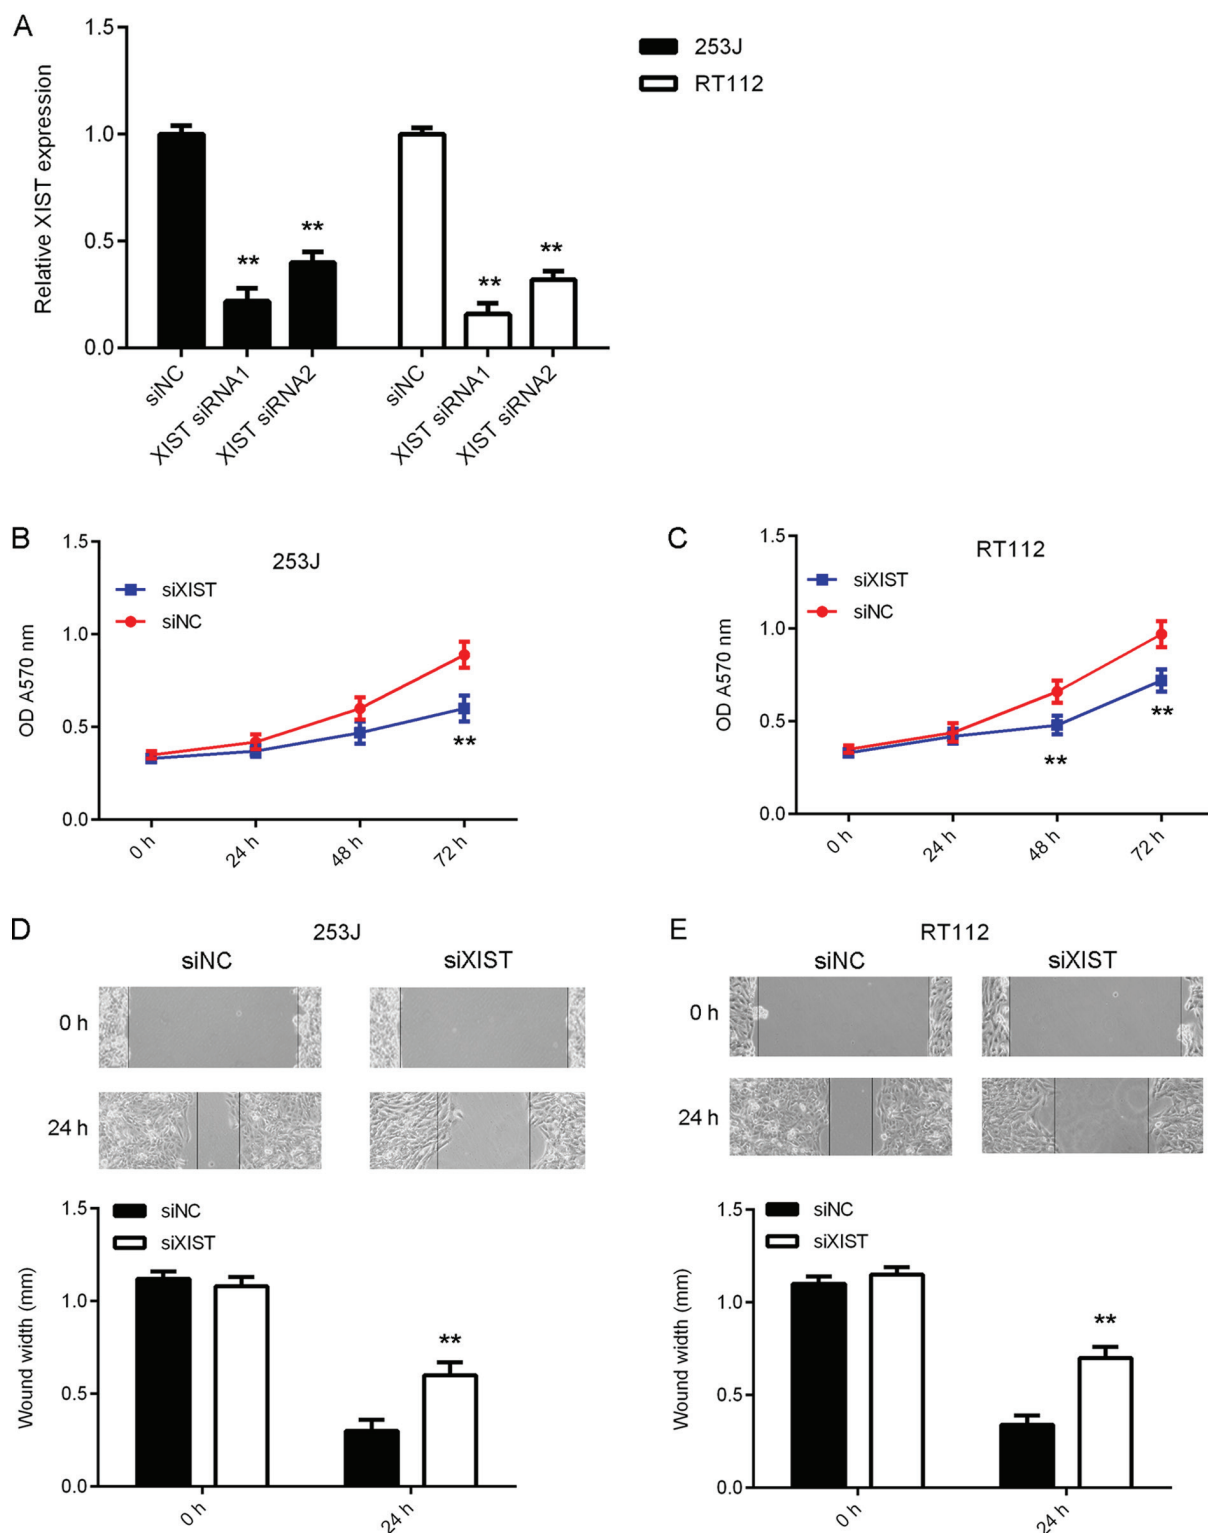 A
Relative XIST expression
1.5
1.0
0.5
0.0
**
**
**
**
siNC
XIST siRNA1
XIST siRNA2
siNC
XIST siRNA1
XIST siRNA2
253J
RT112
B
253J
OD A570 nm
1.5
1.0
0.5
0.0
siXIST
siNC
**
0 h
24 h
48 h
72 h
C
RT112
OD A570 nm
1.5
1.0
0.5
0.0
siXIST
siNC
**
**
0 h
24 h
48 h
72 h
D
253J
siNC
siXIST
0 h
24 h
Wound width (mm)
1.5
1.0
0.5
0.0
siNC
siXIST
**
0 h
24 h
E
RT112
siNC
siXIST
0 h
24 h
Wound width (mm)
1.5
1.0
0.5
0.0
siNC
siXIST
**
0 h
24 h